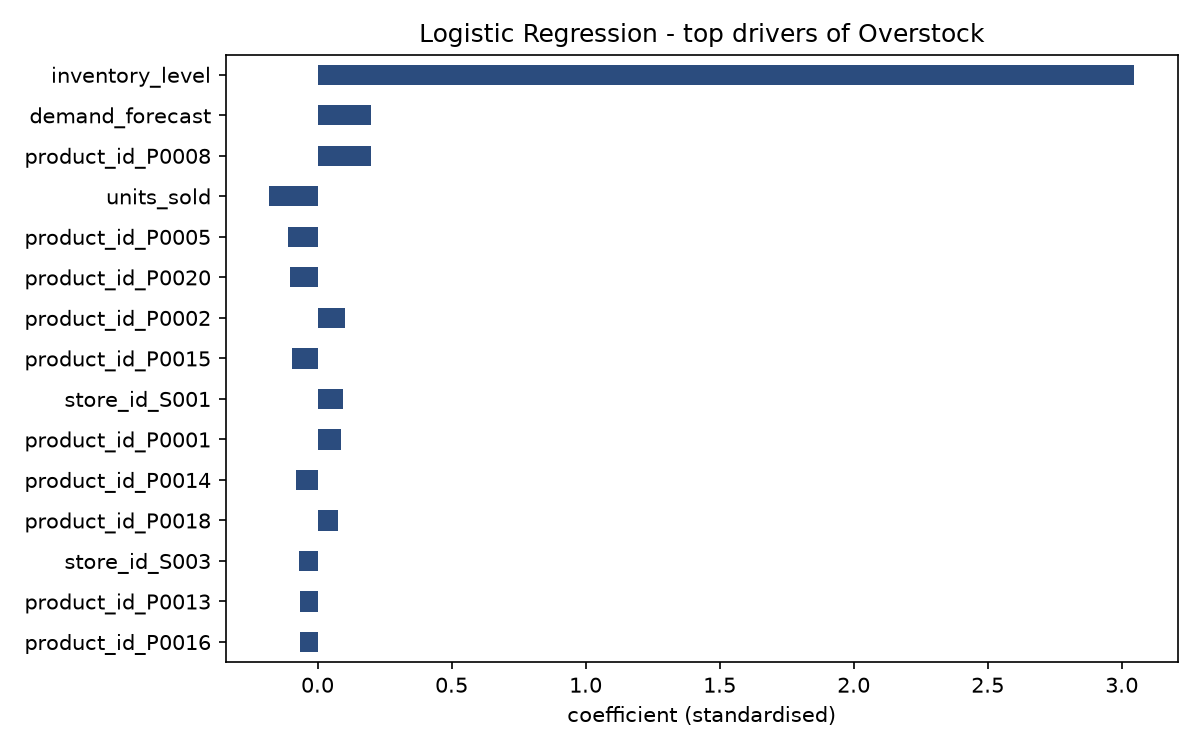 Logistic Regression - top drivers of Overstock
inventory_level
demand_forecast
product_id_P0008
units_sold
product_id_P0005
product_id_P0020
product_id_P0002
product_id_P0015
store_id_S001
product_id_P0001
product_id_P0014
product_id_P0018
store_id_S003
product_id_P0013
product_id_P0016
0.0 0.5 1.0 1.5 2.0 2.5 3.0
coefficient (standardised)